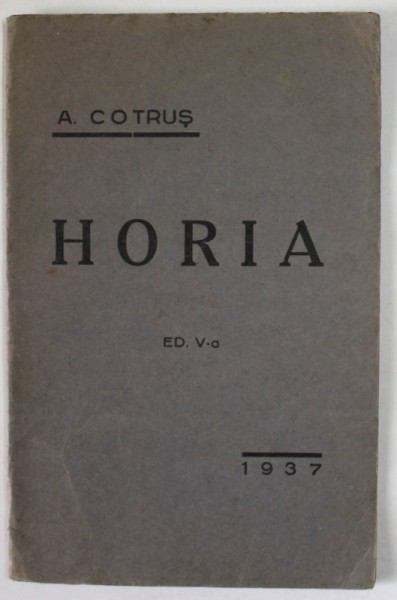 A. COTRUŞ
HORIA
ED. V-a
1937